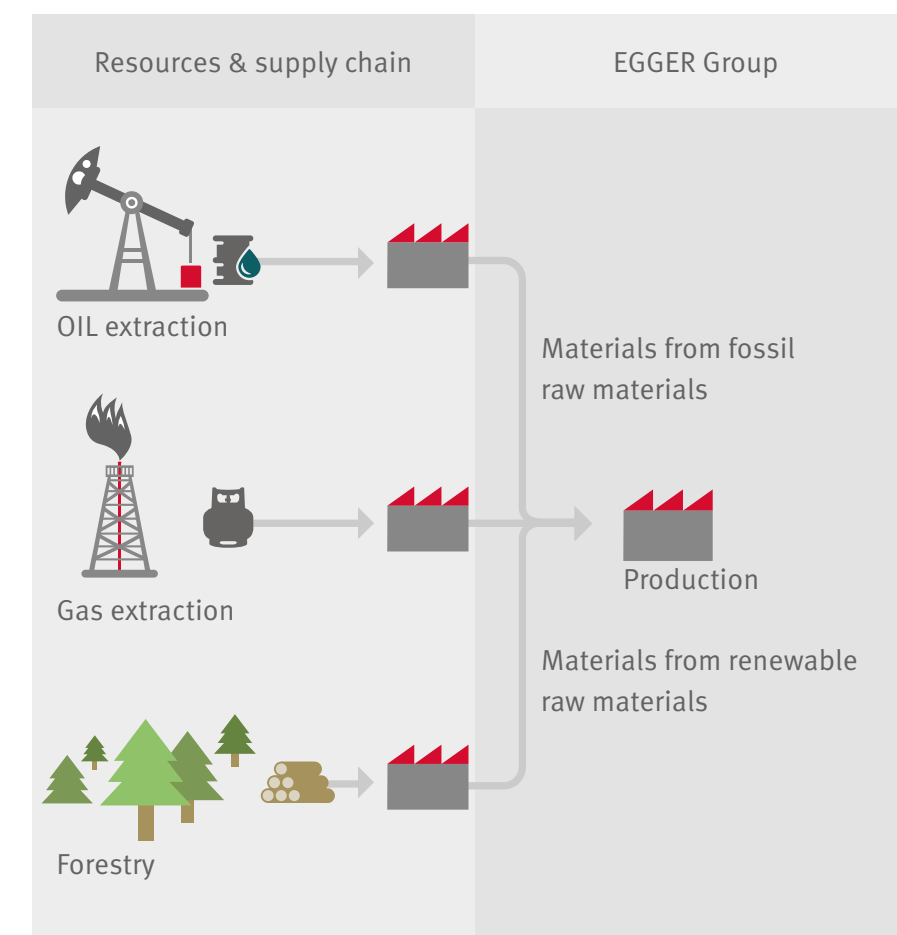 Resources & supply chain
EGGER Group
OIL extraction
Materials from fossil
raw materials
Gas extraction
Production
Materials from renewable
raw materials
Forestry